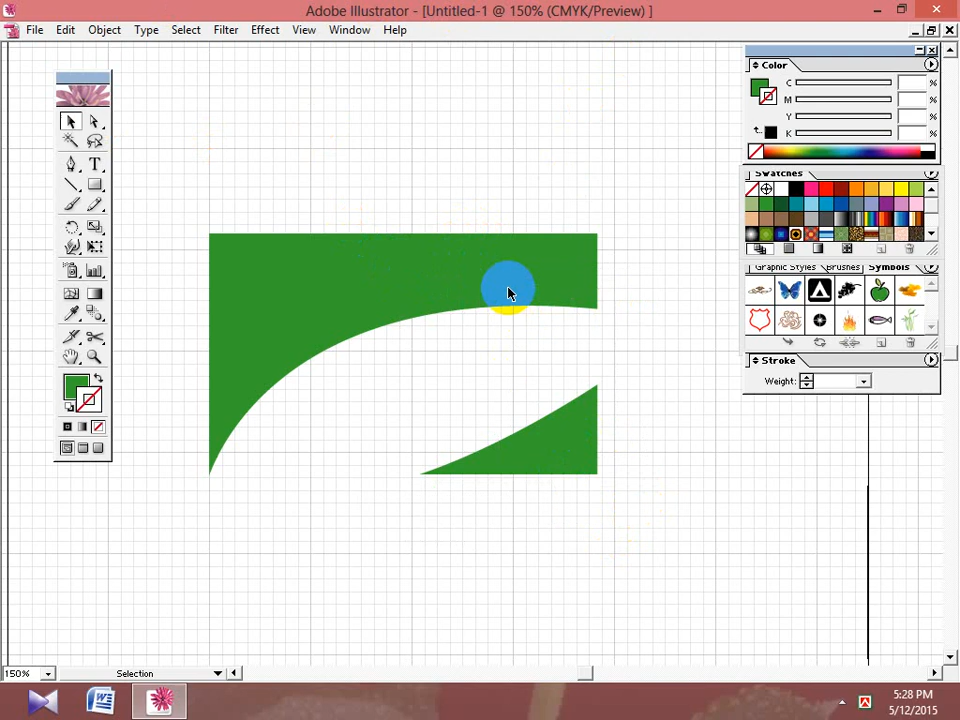 Adobe Illustrator - [Untitled-1 @ 150% (CMYK/Preview) ]
File Edit Object Type Select Filter Effect View Window Help
Color
C %
M %
Y %
K %
Swatches
Graphic Styles Brushes Symbols
Stroke
Weight:
T
150% Selection
5:28 PM
5/12/2015